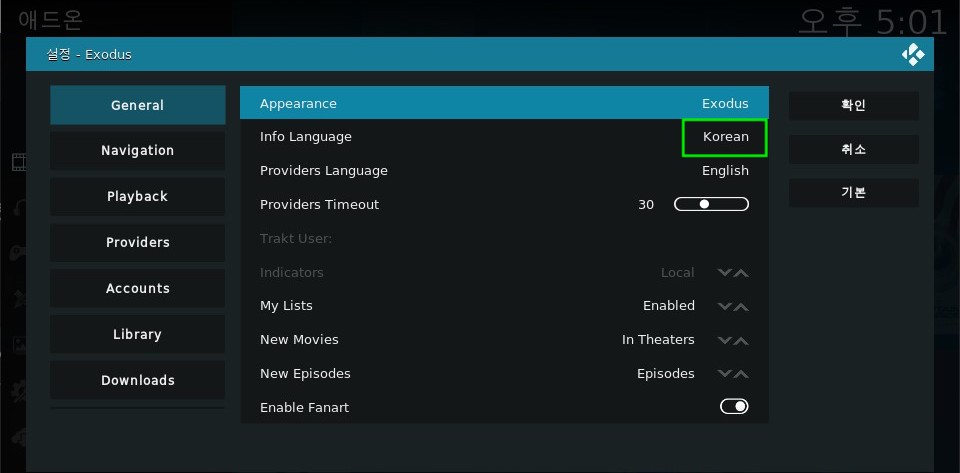 애드온
오후 5:01
설정 - Exodus
General
Navigation
Playback
Providers
Accounts
Library
Downloads
Appearance Exodus
Info Language Korean
Providers Language English
Providers Timeout 30
Trakt User:
Indicators Local
My Lists Enabled
New Movies In Theaters
New Episodes Episodes
Enable Fanart
확인
취소
기본